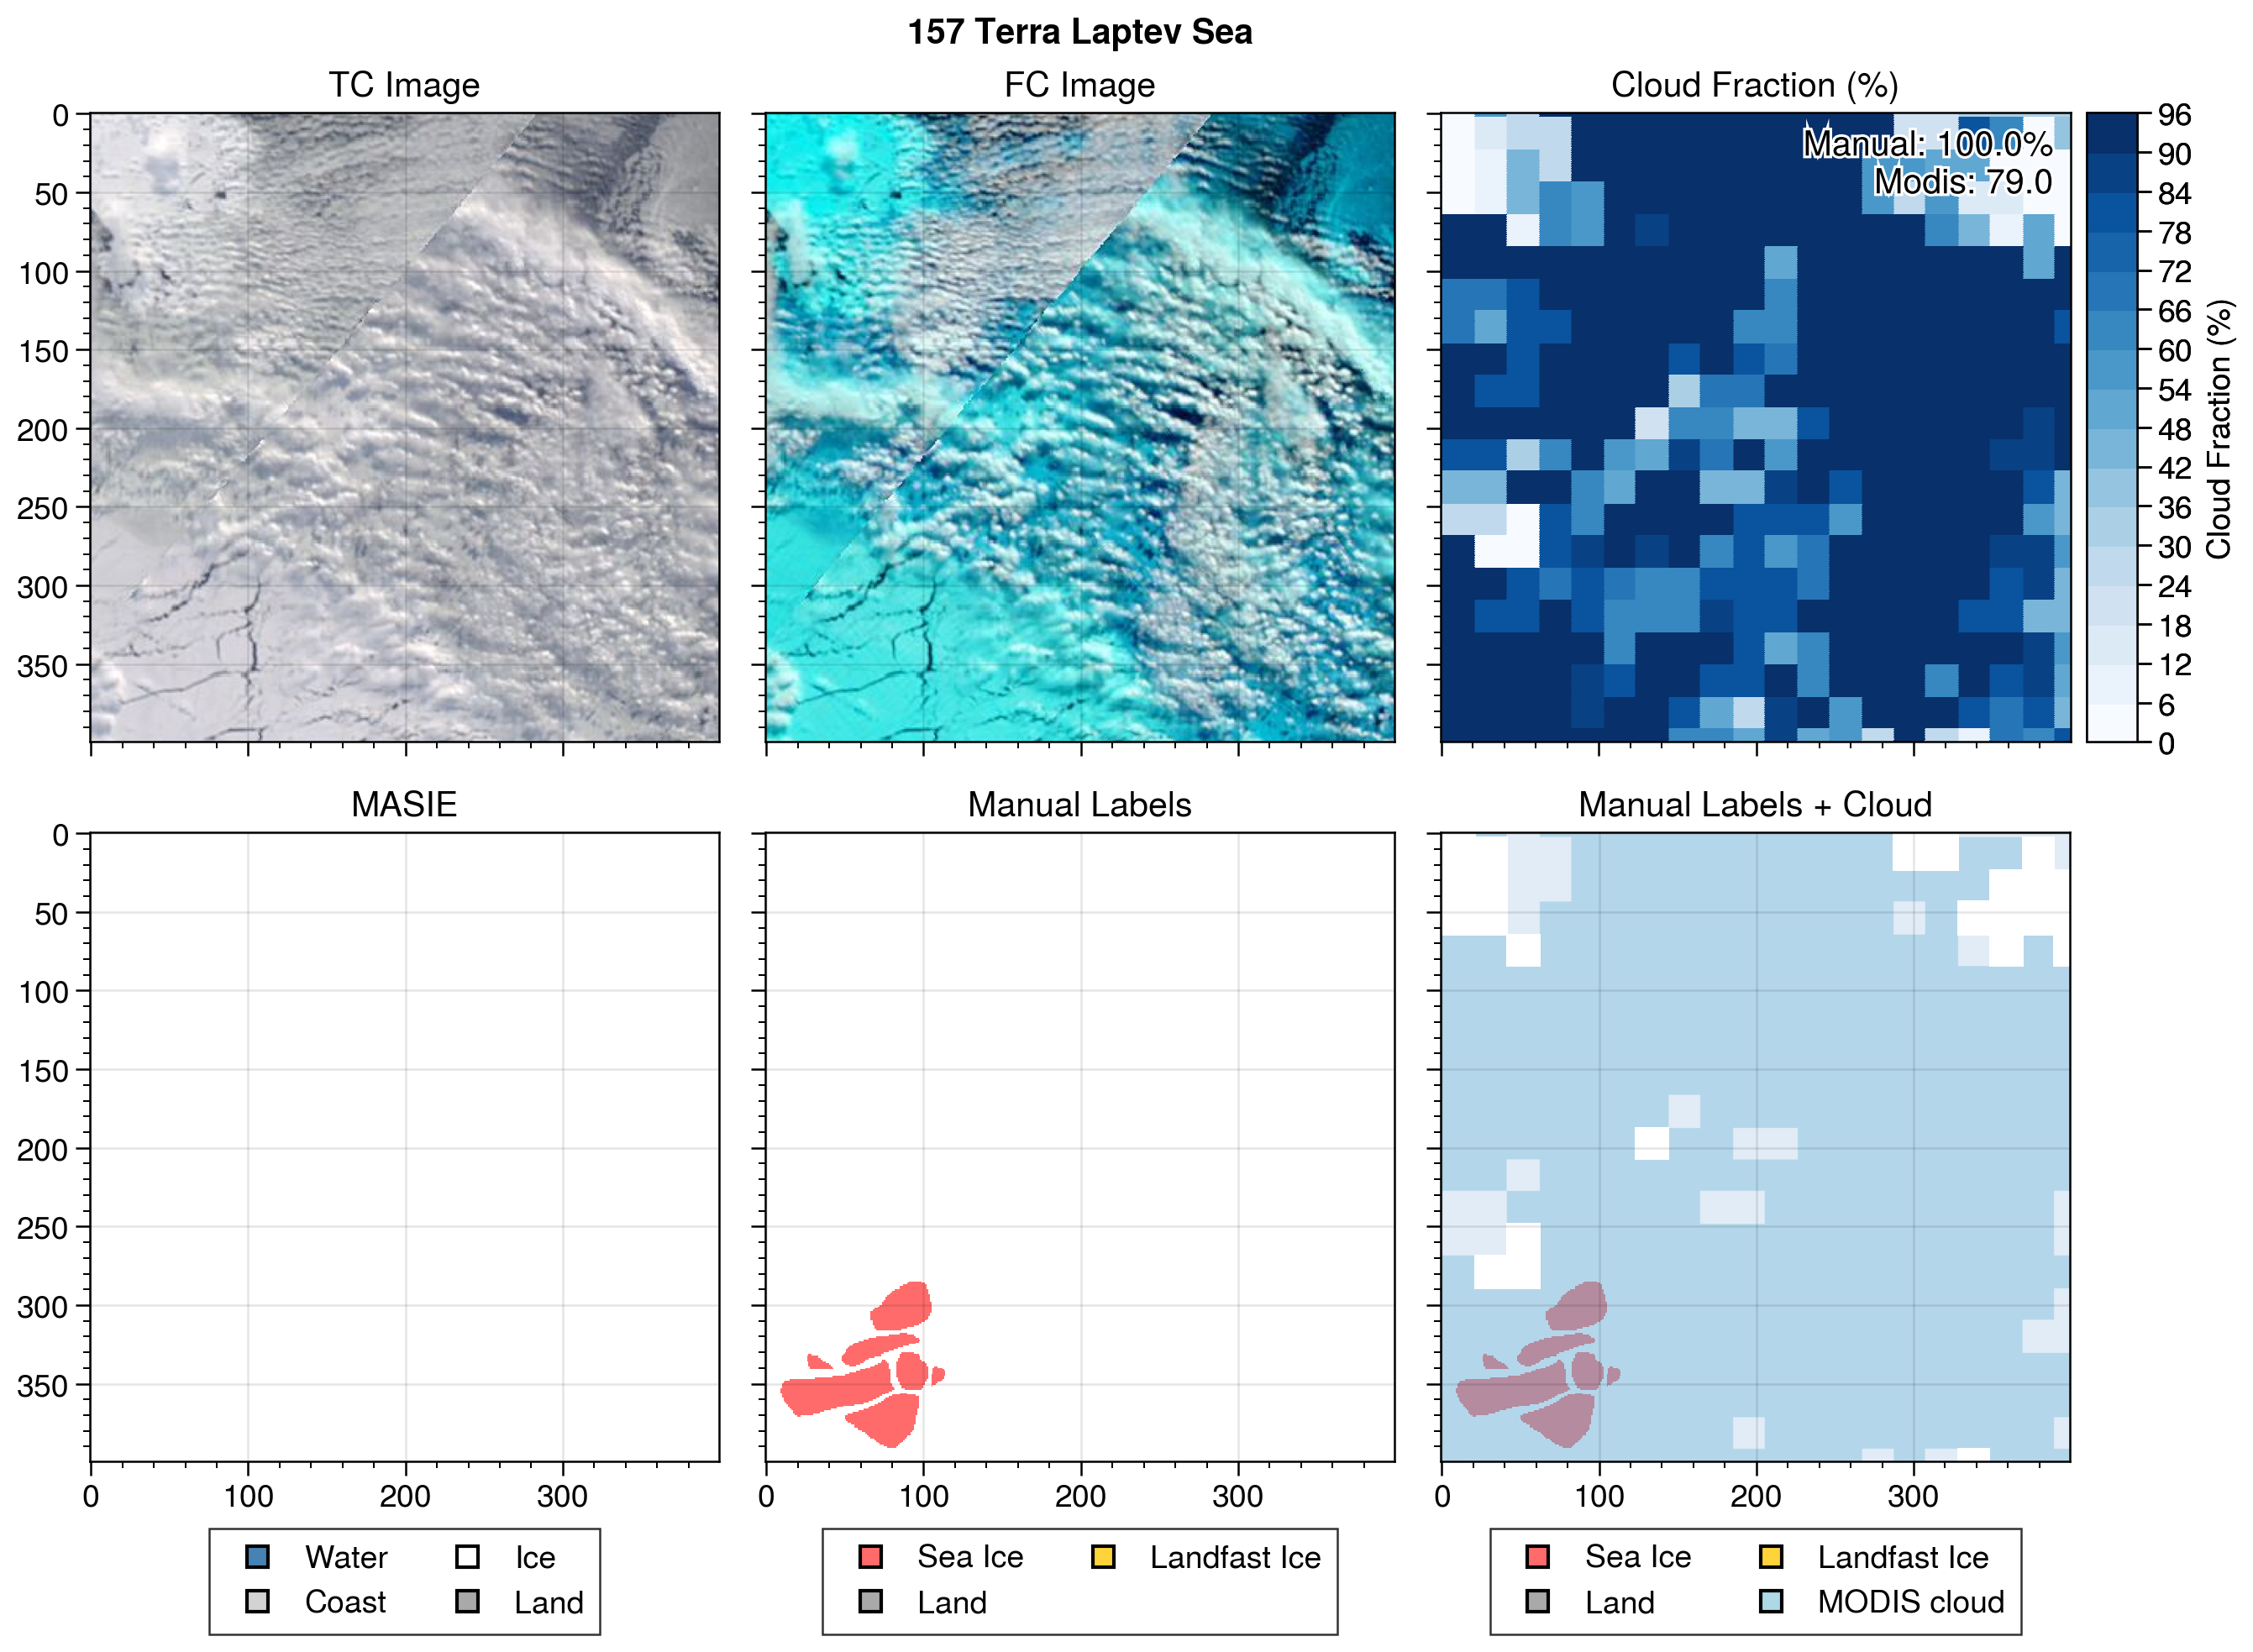 157 Terra Laptev Sea
TC Image
FC Image
Cloud Fraction (%)
0
50
100
150
200
250
300
350
Manual: 100.0%
Modis: 79.0
96
90
84
78
72
66
60
54
48
42
36
30
24
18
12
6
0
Cloud Fraction (%)
MASIE
Manual Labels
Manual Labels + Cloud
0
50
100
150
200
250
300
350
0 100 200 300
0 100 200 300
0 100 200 300
Water Ice
Coast Land
Sea Ice Landfast Ice
Land
Sea Ice Landfast Ice
Land MODIS cloud